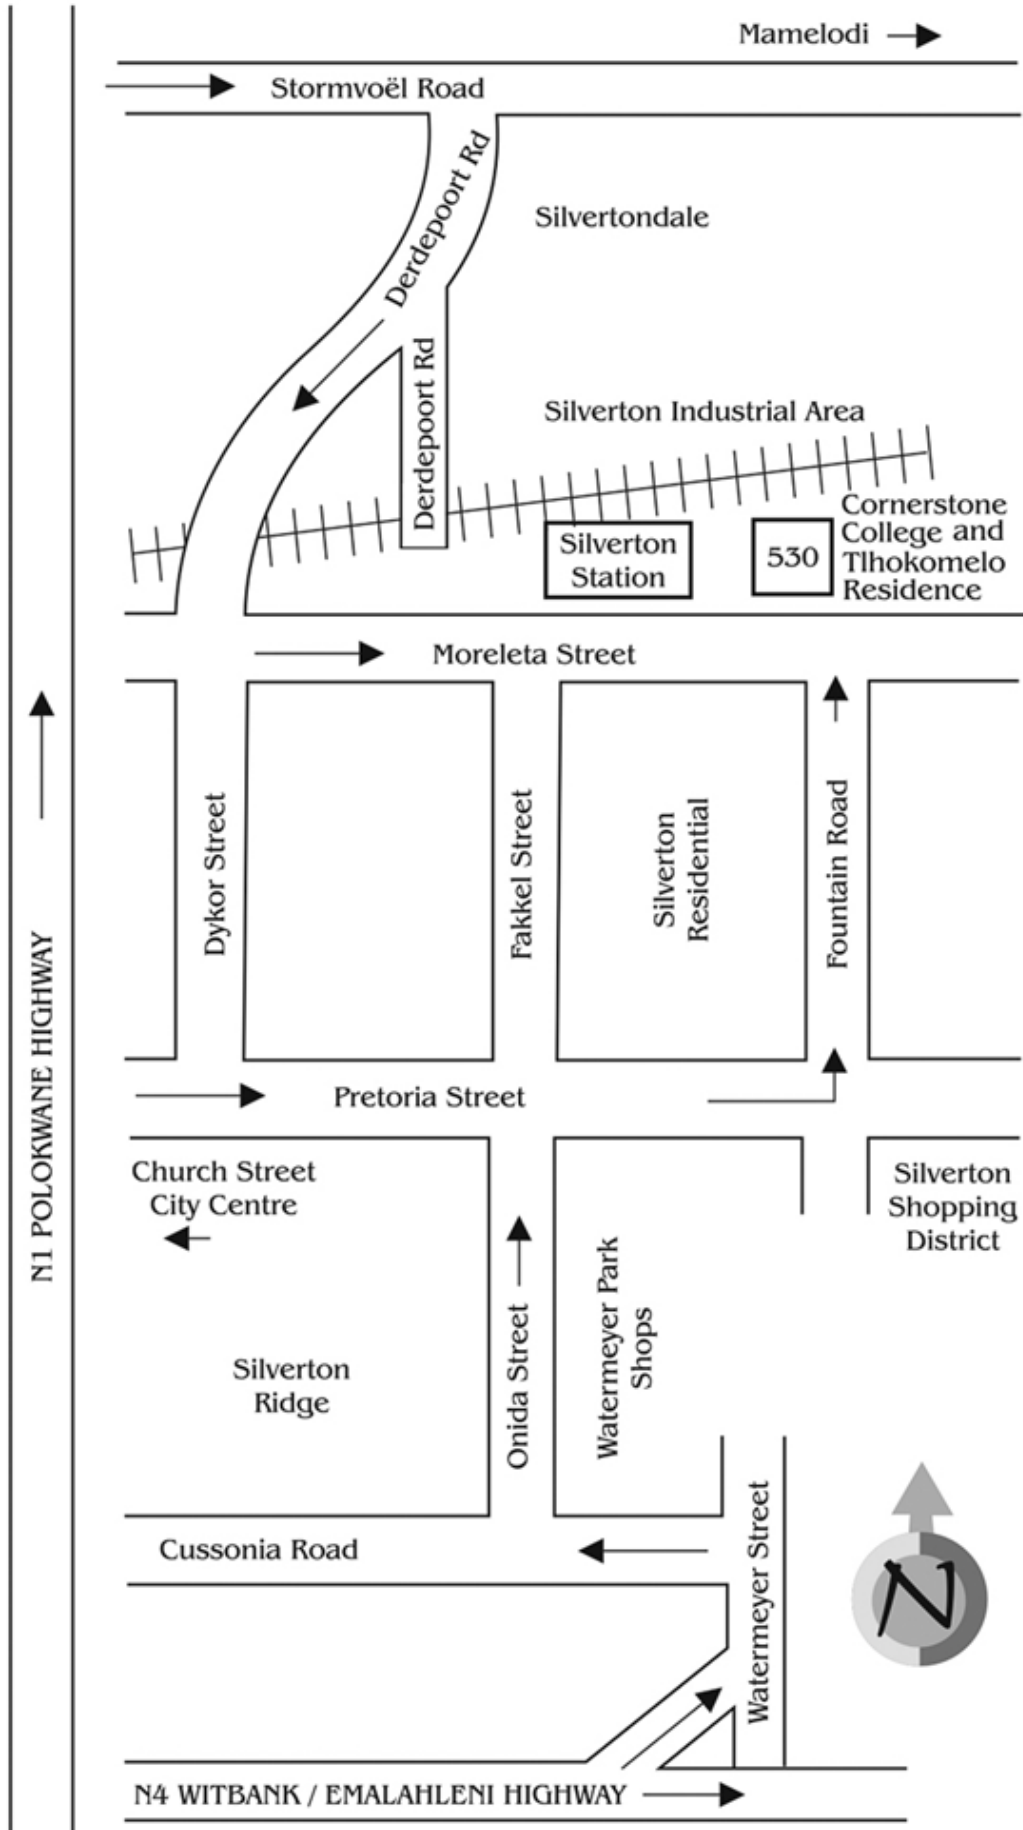 Mamelodi
Stormvoël Road
Derdepoort Rd
Silvertondale
Derdepoort Rd
Silverton Industrial Area
Cornerstone
College and
Tlhokomelo
Residence
Silverton
Station
530
Moreleta Street
Dykor Street
Fakkel Street
Silverton
Residential
Fountain Road
N1 POLOKWANE HIGHWAY
Pretoria Street
Church Street
City Centre
Silverton
Shopping
District
Silverton
Ridge
Onida Street
Watermeyer Park
Shops
Cussonia Road
Watermeyer Street
N
N4 WITBANK / EMALAHLENI HIGHWAY